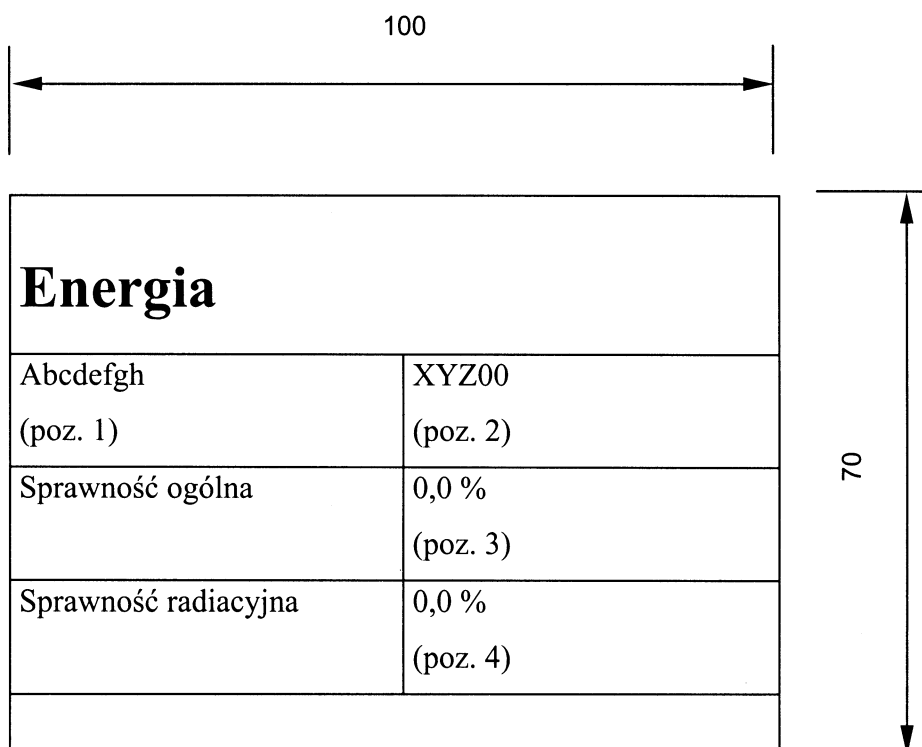 100
Energia
Abcdefgh
XYZ00
(poz. 1)
(poz. 2)
Sprawność ogólna
0,0 %
(poz. 3)
Sprawność radiacyjna
0,0 %
(poz. 4)
70